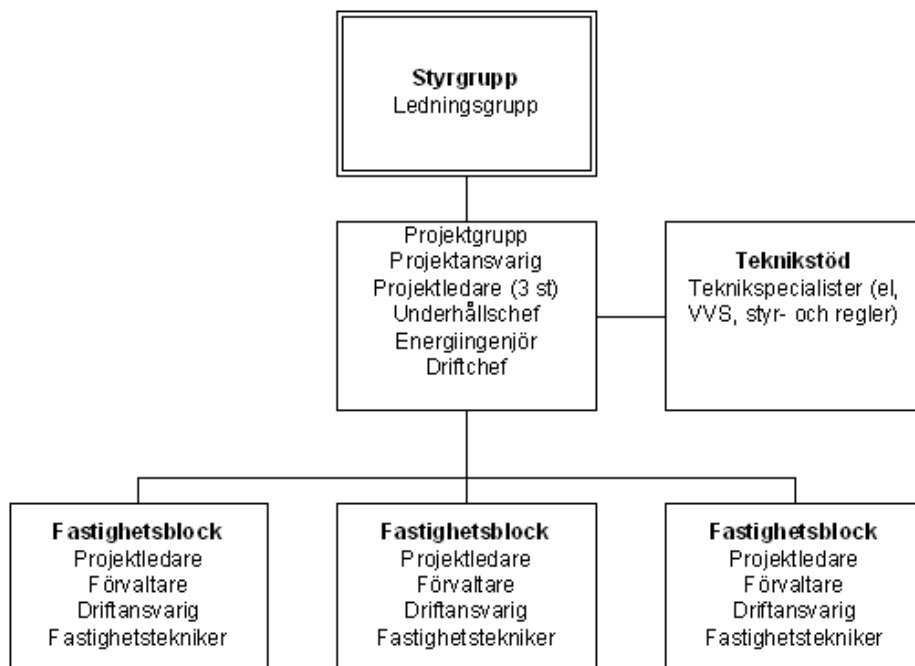 Styrgrupp
Ledningsgrupp
Projektgrupp
Projektansvarig
Projektledare (3 st)
Underhållschef
Energiingenjör
Driftchef
Teknikstöd
Teknikspecialister (el,
VVS, styr- och regler)
Fastighetsblock
Projektledare
Förvaltare
Driftansvarig
Fastighetstekniker
Fastighetsblock
Projektledare
Förvaltare
Driftansvarig
Fastighetstekniker
Fastighetsblock
Projektledare
Förvaltare
Driftansvarig
Fastighetstekniker